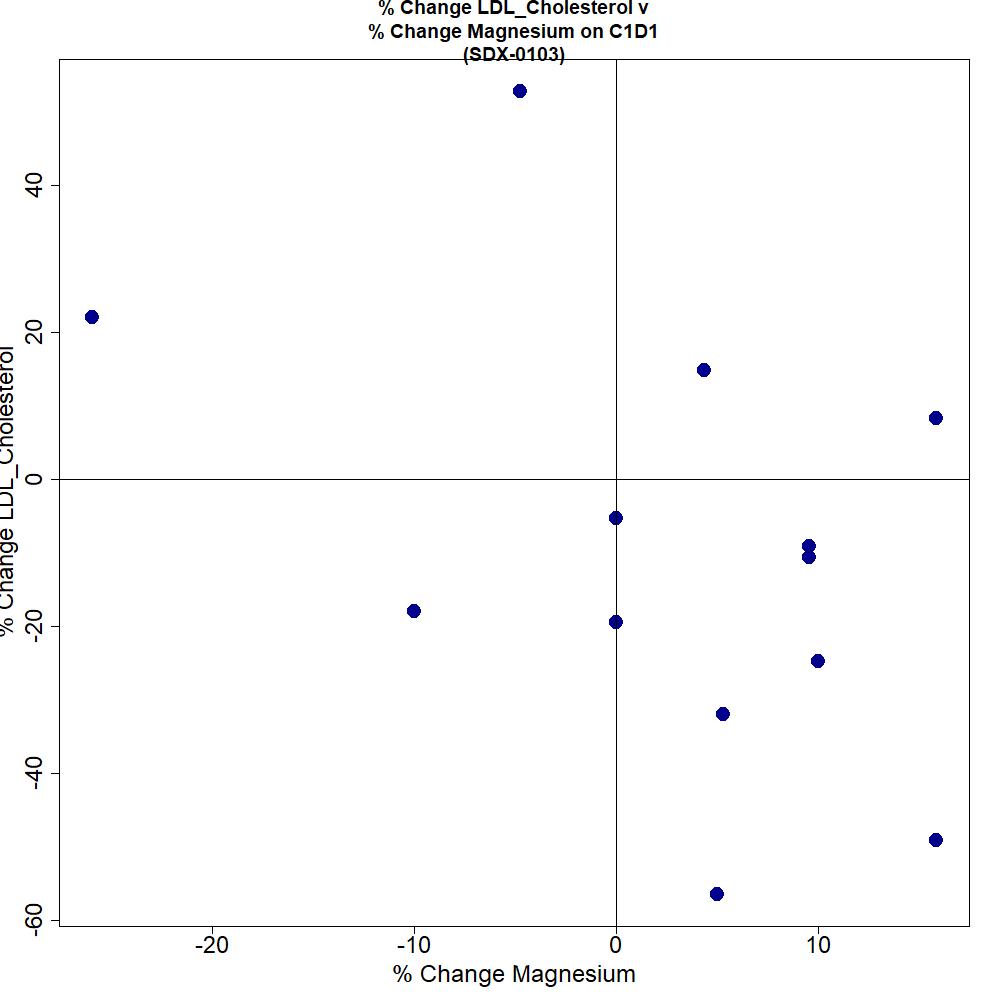 % Change LDL_Cholesterol v
% Change Magnesium on C1D1
(SDX-0103)
% Change LDL_Cholesterol
40
20
0
-20
-40
-60
-20
-10
0
10
% Change Magnesium